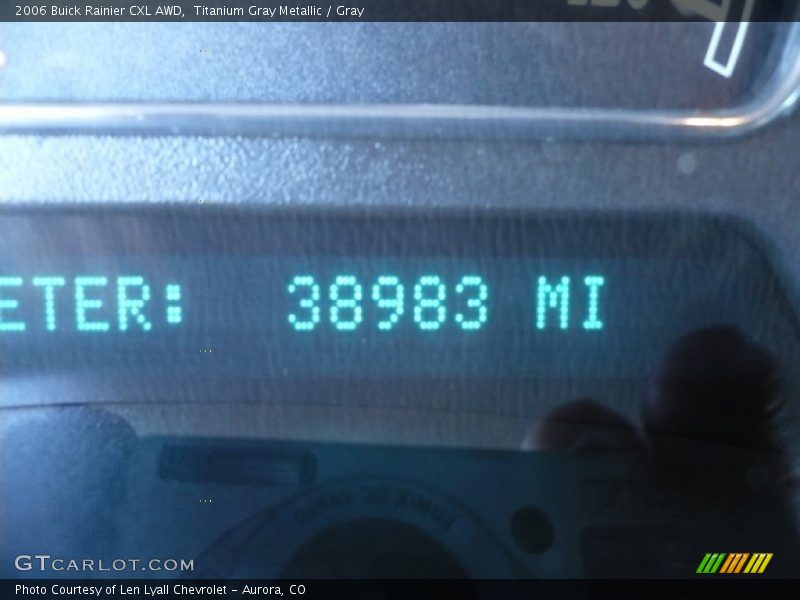 2006 Buick Rainier CXL AWD, Titanium Gray Metallic / Gray
ETER: 38983 MI
GTCARLOT.COM
Photo Courtesy of Len Lyall Chevrolet - Aurora, CO